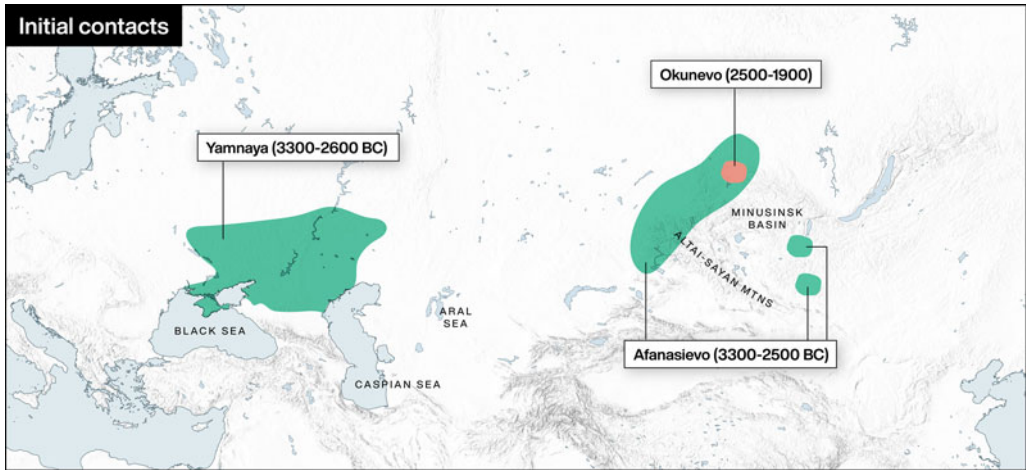 Initial contacts
Okunevo (2500-1900)
Yamnaya (3300-2600 BC)
MINUSINSK
BASIN
ALTAI-SAYAN MTNS
ARAL
SEA
BLACK SEA
Afanasievo (3300-2500 BC)
CASPIAN SEA